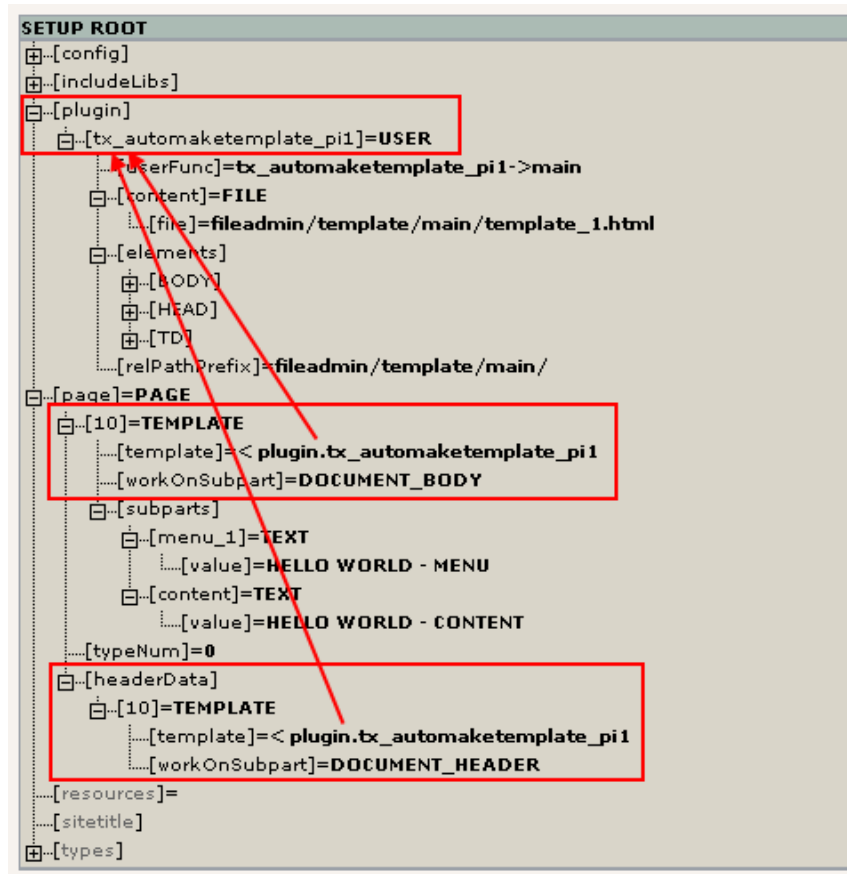 SETUP ROOT
[config]
[includeLibs]
[plugin]
[tx_automaketemplate_pi1]=USER
[userFunc]=tx_automaketemplate_pi1->main
[content]=FILE
[file]=fileadmin/template/main/template_1.html
[elements]
[BODY]
[HEAD]
[TD]
[relPathPrefix]=fileadmin/template/main/
[page]=PAGE
[10]=TEMPLATE
[template]=< plugin.tx_automaketemplate_pi1
[workOnSubpart]=DOCUMENT_BODY
[subparts]
[menu_1]=TEXT
[value]=HELLO WORLD - MENU
[content]=TEXT
[value]=HELLO WORLD - CONTENT
[typeNum]=0
[headerData]
[10]=TEMPLATE
[template]=< plugin.tx_automaketemplate_pi1
[workOnSubpart]=DOCUMENT_HEADER
[resources]=
[sitetitle]
[types]